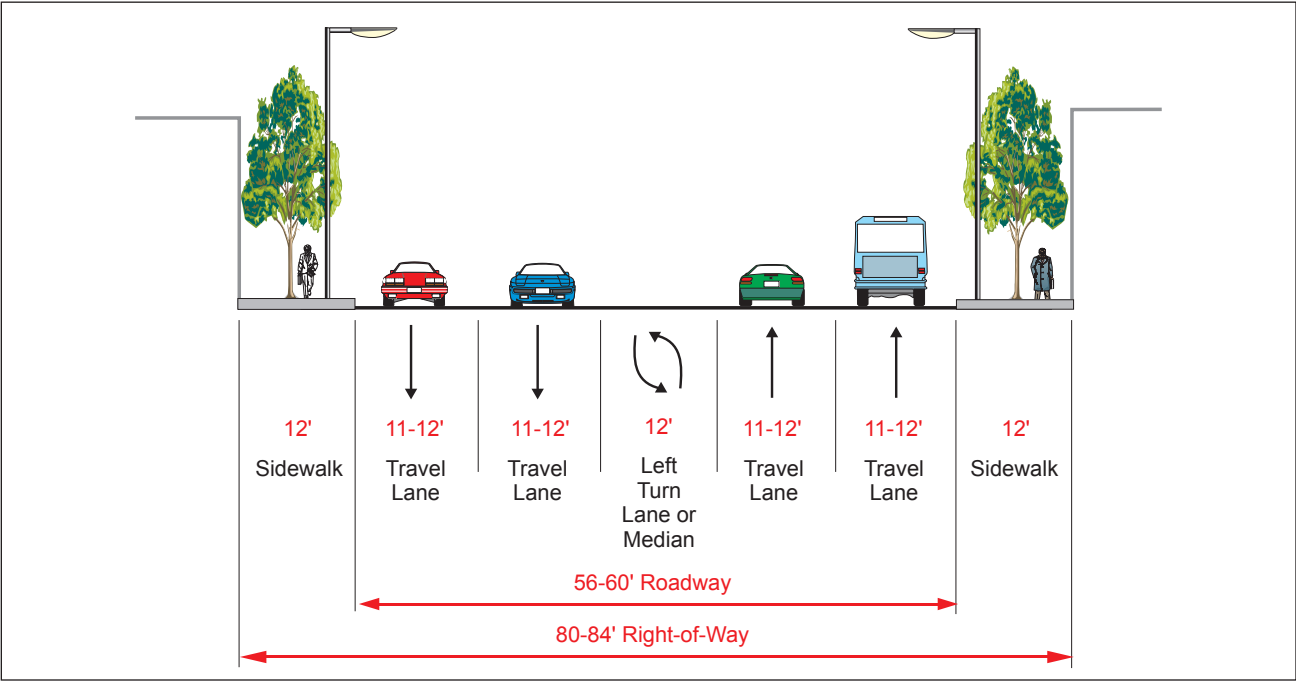 12'
Sidewalk
11-12'
Travel
Lane
11-12'
Travel
Lane
12'
Left
Turn
Lane or
Median
11-12'
Travel
Lane
11-12'
Travel
Lane
12'
Sidewalk
56-60' Roadway
80-84' Right-of-Way